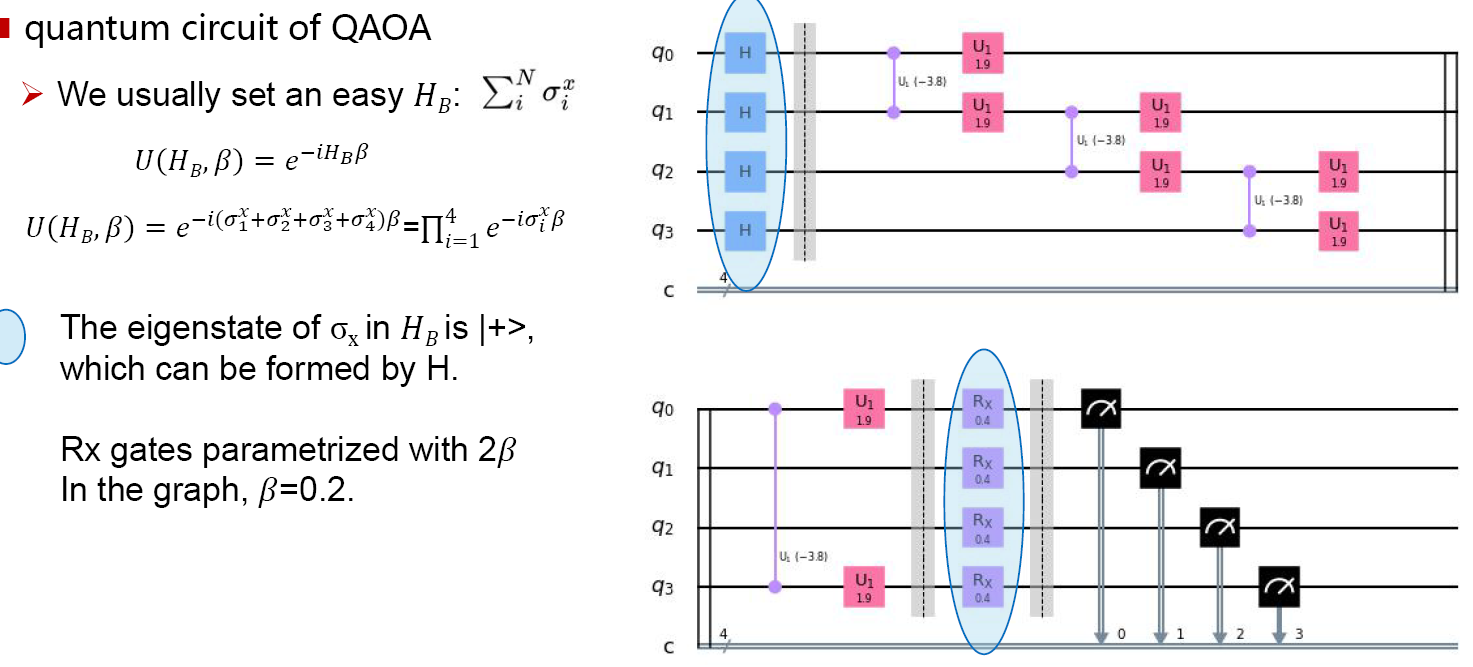 quantum circuit of QAOA
➤ We usually set an easy H_B: ∑_i^N σ_i^x
U(H_B, β) = e^{−iH_Bβ}
U(H_B, β) = e^{−i(σ_1^x+σ_2^x+σ_3^x+σ_4^x)β}=∏_{i=1}^4 e^{−iσ_i^xβ}
The eigenstate of σ_x in H_B is |+>,
which can be formed by H.
Rx gates parametrized with 2β
In the graph, β=0.2.
q0 H U1 1.9
U1 (−3.8)
q1 H U1 1.9 U1 1.9
U1 (−3.8)
q2 H U1 1.9 U1 1.9
U1 (−3.8)
q3 H U1 1.9
4
c
q0 U1 1.9 RX 0.4
q1 RX 0.4
q2 RX 0.4
U1 (−3.8)
q3 U1 1.9 RX 0.4
4 0 1 2 3
c